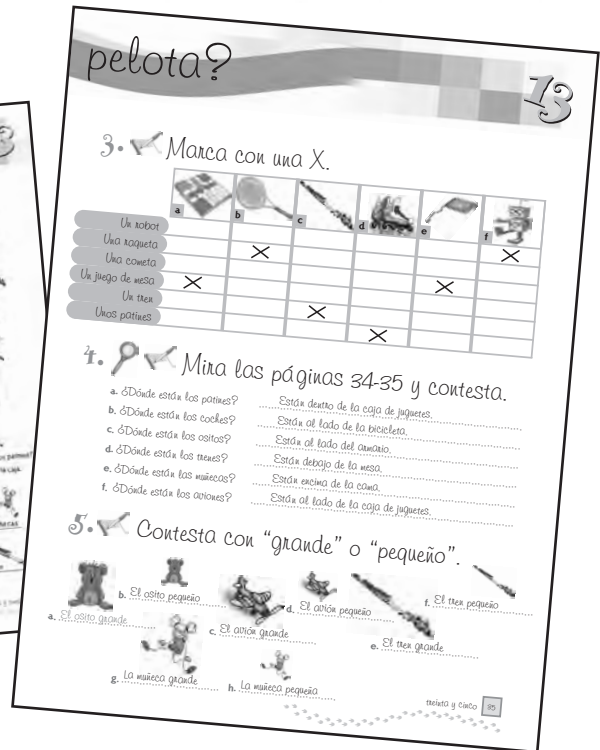 pelota?
13
3. Marca con una X.
a b c d e f
Un robot X
Una raqueta X
Una cometa X
Un juego de mesa X
Un tren X
Unos patines X
4. Mira las páginas 34-35 y contesta.
a. ¿Dónde están los patines? Están dentro de la caja de juguetes.
b. ¿Dónde están los coches? Están al lado de la bicicleta.
c. ¿Dónde están los ositos? Están al lado del armario.
d. ¿Dónde están los trenes? Están debajo de la mesa.
e. ¿Dónde están las muñecas? Están encima de la cama.
f. ¿Dónde están los aviones? Están al lado de la caja de juguetes.
5. Contesta con “grande” o “pequeño”.
a. El osito grande
b. El osito pequeño
c. El avión grande
d. El avión pequeño
e. El tren grande
f. El tren pequeño
g. La muñeca grande
h. La muñeca pequeña
treinta y cinco 35